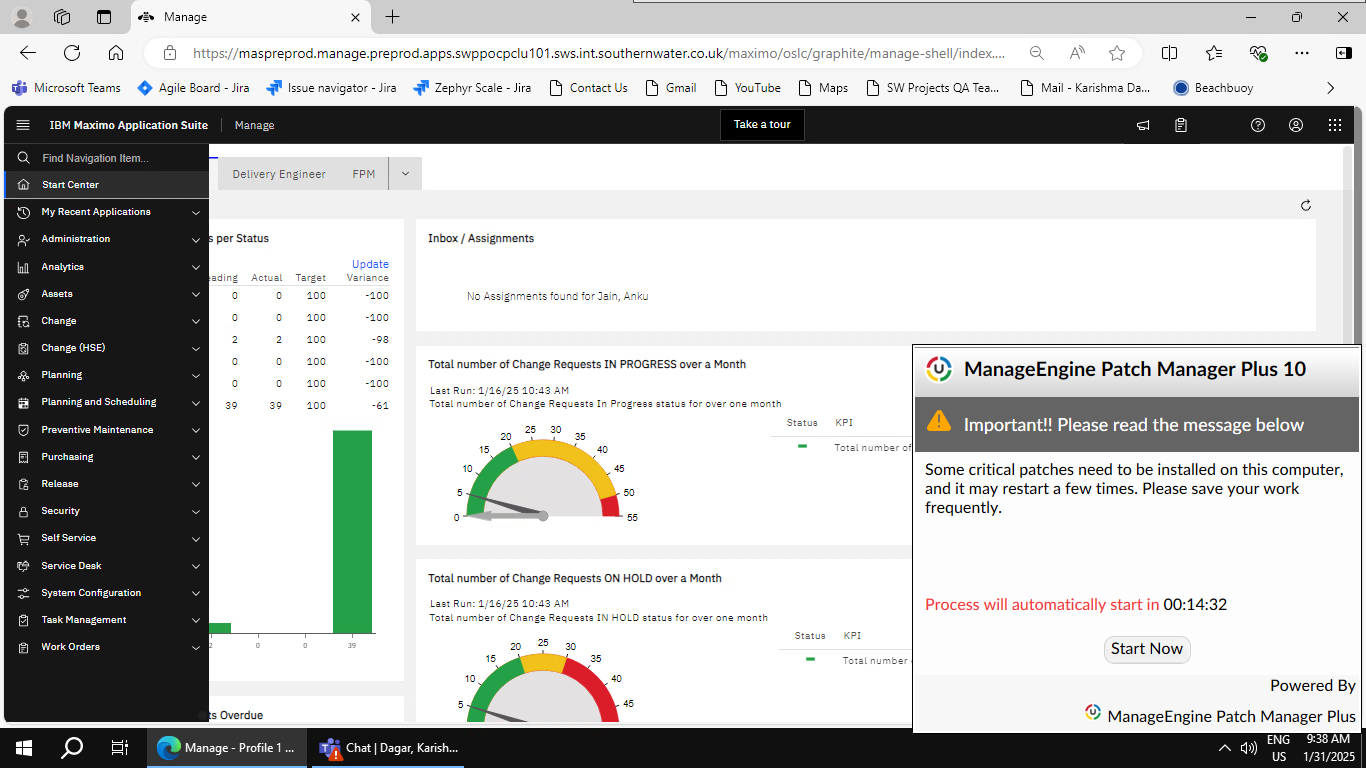 Manage
https://maspreprod.manage.preprod.apps.swppocpclu101.sws.int.southernwater.co.uk/maximo/oslc/graphite/manage-shell/index....
Microsoft Teams
Agile Board - Jira
Issue navigator - Jira
Zephyr Scale - Jira
Contact Us
Gmail
YouTube
Maps
SW Projects QA Tea...
Mail - Karishma Da...
Beachbuoy
IBM Maximo Application Suite
Manage
Take a tour
Find Navigation Item...
Start Center
My Recent Applications
Administration
Analytics
Assets
Change
Change (HSE)
Planning
Planning and Scheduling
Preventive Maintenance
Purchasing
Release
Security
Self Service
Service Desk
System Configuration
Task Management
Work Orders
Delivery Engineer
FPM
s per Status
Update
eading Actual Target Variance
0 0 100 -100
0 0 100 -100
2 2 100 -98
0 0 100 -100
0 0 100 -100
39 39 100 -61
2 0 0 39
ts Overdue
Inbox / Assignments
No Assignments found for Jain, Anku
Total number of Change Requests IN PROGRESS over a Month
Last Run: 1/16/25 10:43 AM
Total number of Change Requests In Progress status for over one month
Status KPI
Total number of
0 5 10 15 20 25 30 35 40 45 50 55
Total number of Change Requests ON HOLD over a Month
Last Run: 1/16/25 10:43 AM
Total number of Change Requests IN HOLD status for over one month
Status KPI
Total number
5 10 15 20 25 30 35 40 45
ManageEngine Patch Manager Plus 10
Important!! Please read the message below
Some critical patches need to be installed on this computer,
and it may restart a few times. Please save your work
frequently.
Process will automatically start in 00:14:32
Start Now
Powered By
ManageEngine Patch Manager Plus
Manage - Profile 1 ...
Chat | Dagar, Karish...
ENG
US
9:38 AM
1/31/2025